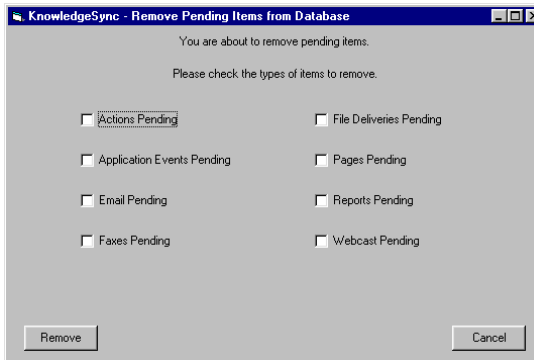 KnowledgeSync - Remove Pending Items from Database
You are about to remove pending items.
Please check the types of items to remove.
Actions Pending
File Deliveries Pending
Application Events Pending
Pages Pending
Email Pending
Reports Pending
Faxes Pending
Webcast Pending
Remove
Cancel